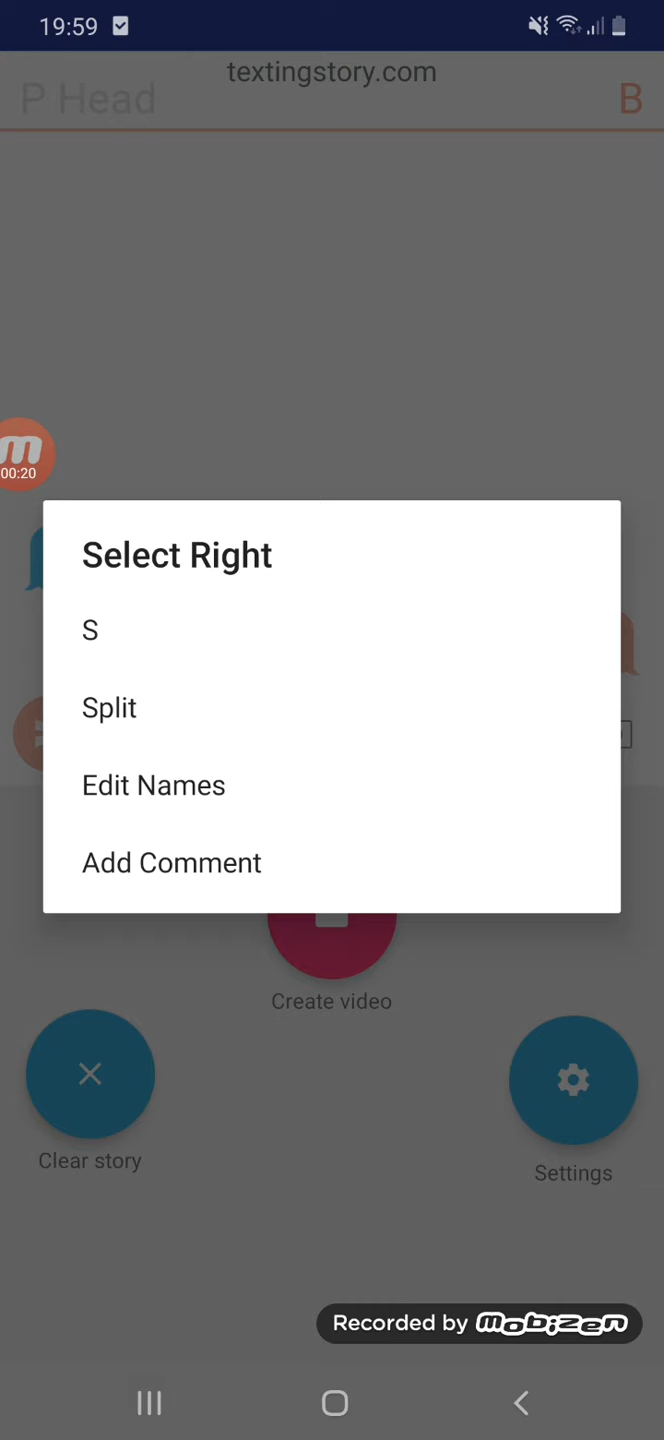 19:59
textingstory.com
P Head
B
00:20
Select Right
S
Split
Edit Names
Add Comment
Create video
Clear story
Settings
Recorded by mobizen